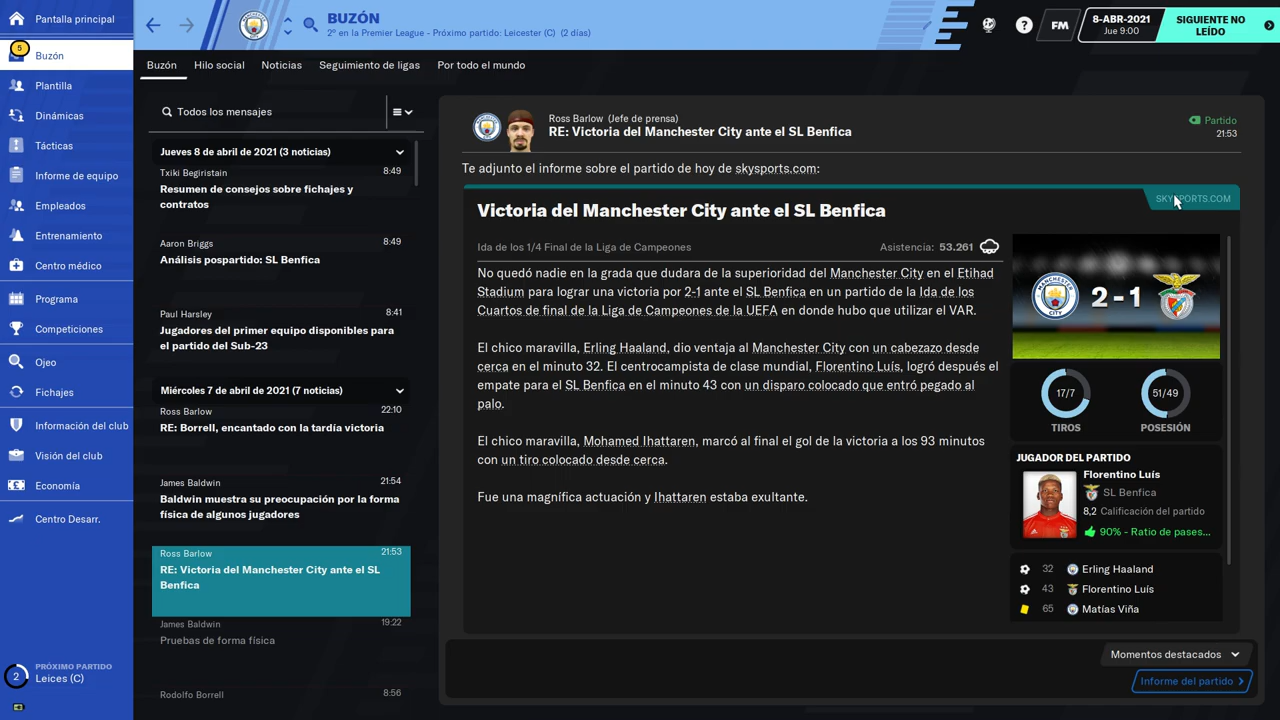 Pantalla principal
5
Buzón
Plantilla
Dinámicas
Tácticas
Informe de equipo
Empleados
Entrenamiento
Centro médico
Programa
Competiciones
Ojeo
Fichajes
Información del club
Visión del club
Economía
Centro Desarr.
PRÓXIMO PARTIDO
2
Leices (C)
BUZÓN
2º en la Premier League - Próximo partido: Leicester (C) (2 días)
FM
8-ABR-2021
Jue 9:00
SIGUIENTE NO
LEÍDO
Buzón
Hilo social
Noticias
Seguimiento de ligas
Por todo el mundo
Todos los mensajes
Jueves 8 de abril de 2021 (3 noticias)
Txiki Begiristain 8:49
Resumen de consejos sobre fichajes y
contratos
Aaron Briggs 8:49
Análisis pospartido: SL Benfica
Paul Harsley 8:41
Jugadores del primer equipo disponibles para
el partido del Sub-23
Miércoles 7 de abril de 2021 (7 noticias)
Ross Barlow 22:10
RE: Borrell, encantado con la tardía victoria
James Baldwin 21:54
Baldwin muestra su preocupación por la forma
física de algunos jugadores
Ross Barlow 21:53
RE: Victoria del Manchester City ante el SL
Benfica
James Baldwin 19:22
Pruebas de forma física
Rodolfo Borrell 8:56
Ross Barlow (Jefe de prensa)
RE: Victoria del Manchester City ante el SL Benfica
Partido
21:53
Te adjunto el informe sobre el partido de hoy de skysports.com:
SKYSPORTS.COM
Victoria del Manchester City ante el SL Benfica
Ida de los 1/4 Final de la Liga de Campeones
Asistencia: 53.261
No quedó nadie en la grada que dudara de la superioridad del Manchester City en el Etihad
Stadium para lograr una victoria por 2-1 ante el SL Benfica en un partido de la Ida de los
Cuartos de final de la Liga de Campeones de la UEFA en donde hubo que utilizar el VAR.
El chico maravilla, Erling Haaland, dio ventaja al Manchester City con un cabezazo desde
cerca en el minuto 32. El centrocampista de clase mundial, Florentino Luís, logró después el
empate para el SL Benfica en el minuto 43 con un disparo colocado que entró pegado al
palo.
El chico maravilla, Mohamed Ihattaren, marcó al final el gol de la victoria a los 93 minutos
con un tiro colocado desde cerca.
Fue una magnífica actuación y Ihattaren estaba exultante.
2 - 1
17/7
TIROS
51/49
POSESIÓN
JUGADOR DEL PARTIDO
Florentino Luís
SL Benfica
8,2 Calificación del partido
90% - Ratio de pases...
32 Erling Haaland
43 Florentino Luís
65 Matías Viña
Momentos destacados
Informe del partido